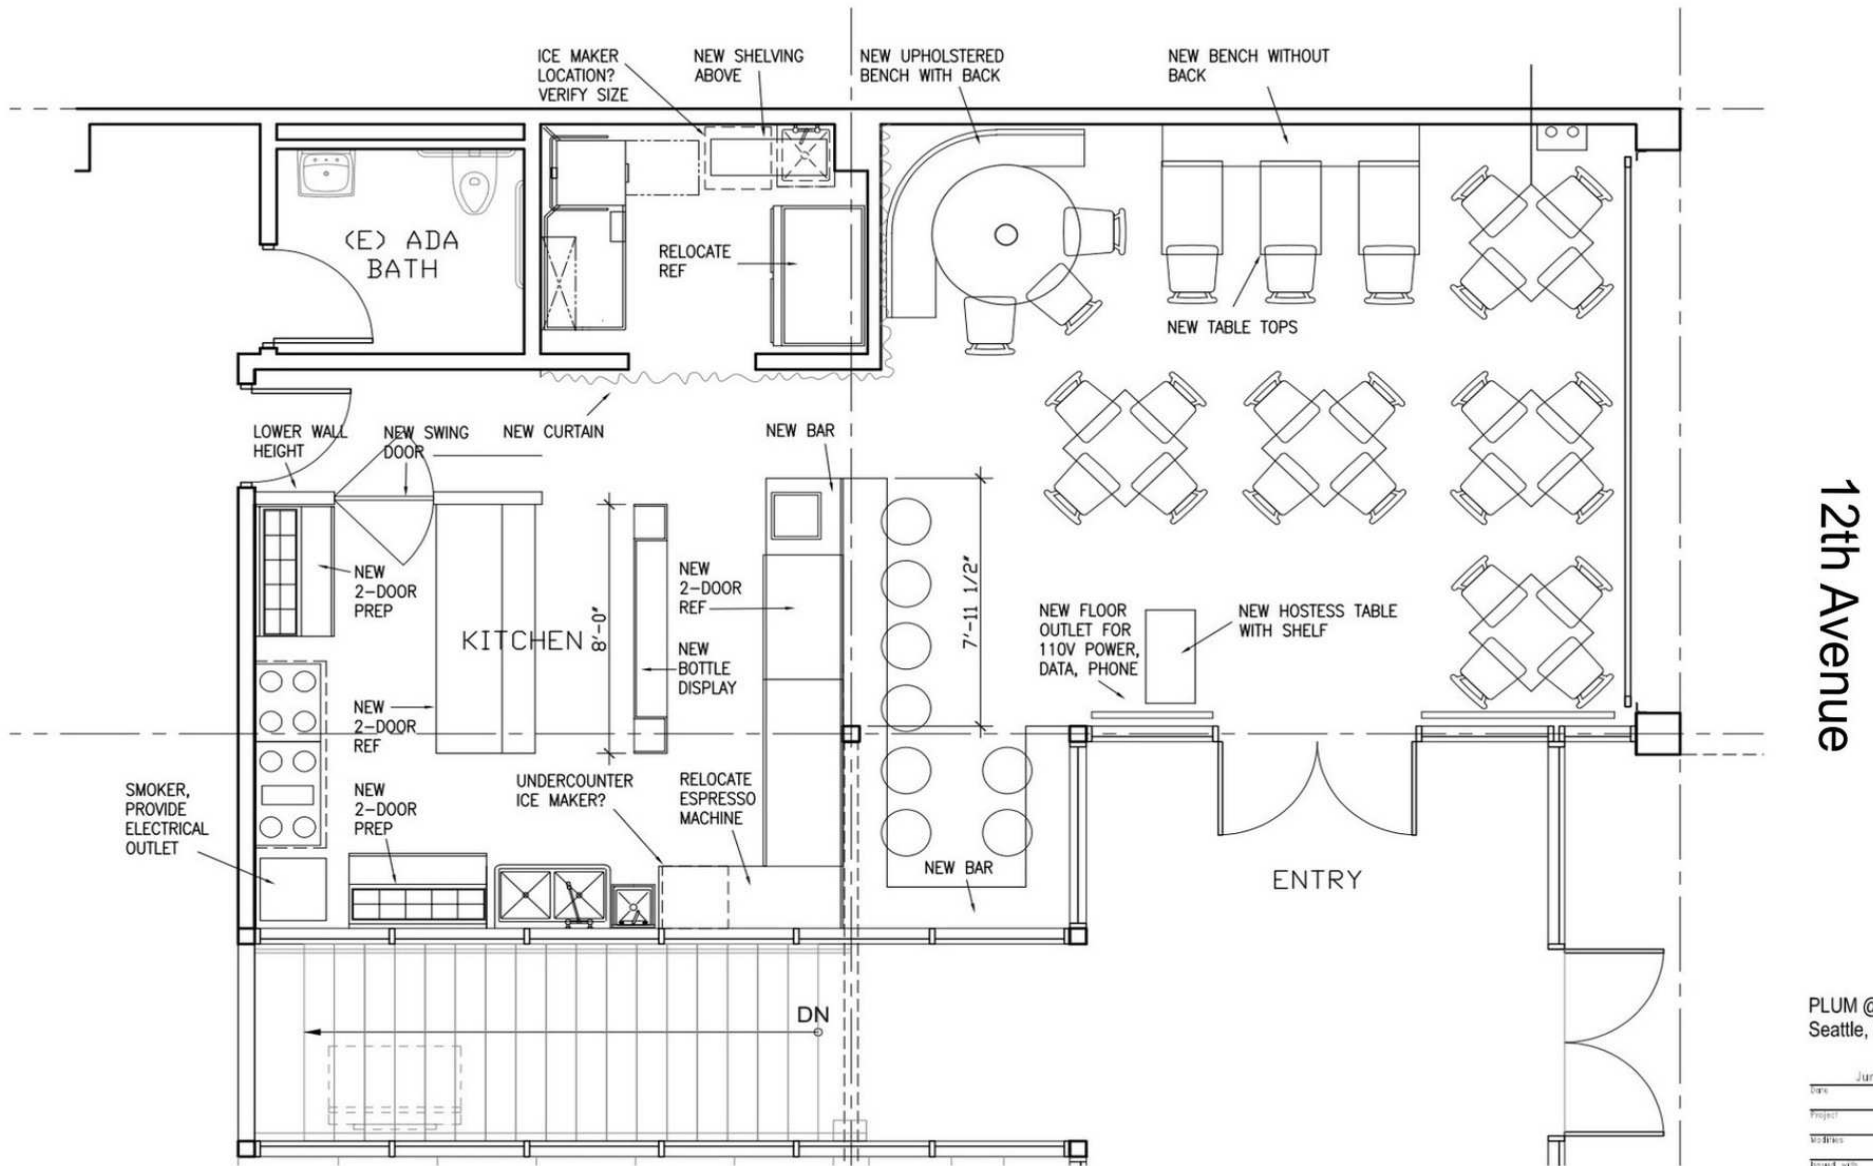 ICE MAKER
LOCATION?
VERIFY SIZE
NEW SHELVING
ABOVE
NEW UPHOLSTERED
BENCH WITH BACK
NEW BENCH WITHOUT
BACK
(E) ADA
BATH
RELOCATE
REF
NEW TABLE TOPS
LOWER WALL
HEIGHT
NEW SWING
DOOR
NEW CURTAIN
NEW BAR
NEW
2-DOOR
PREP
KITCHEN
8'-0"
NEW
2-DOOR
REF
NEW
BOTTLE
DISPLAY
7'-11 1/2"
NEW FLOOR
OUTLET FOR
110V POWER,
DATA, PHONE
NEW HOSTESS TABLE
WITH SHELF
12th Avenue
NEW
2-DOOR
REF
SMOKER,
PROVIDE
ELECTRICAL
OUTLET
NEW
2-DOOR
PREP
UNDERCOUNTER
ICE MAKER?
RELOCATE
ESPRESSO
MACHINE
NEW BAR
ENTRY
DN
PLUM @
Seattle,
Date
Project